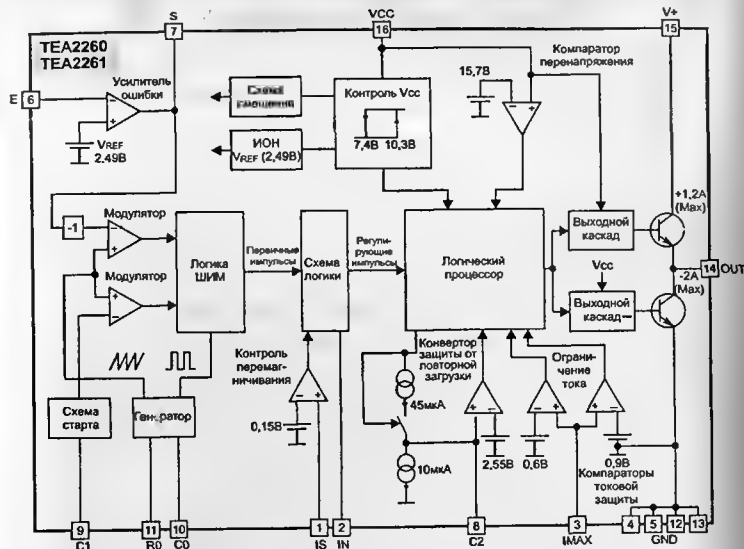 S
VCC
V+
7
16
15
TEA2260
TEA2261
Усилитель
ошибки
E
6
VREF
2.49В
Схема
смещения
ИОН
VREF (2,49В)
Контроль Vcc
7,4В
10,3В
15,7В
Компаратор
перенапряжения
-1
Модулятор
Модулятор
Логика
ШИМ
Первичные
импульсы
Схема
логики
Регули-
рующие
импульсы
Логический
процессор
Выходной
каскад
Vcc
Выходной
каскад
+1,2А
(Max)
-2А
(Max)
14
OUT
Схема
старта
Генератор
Контроль
перемаг-
ничивания
0,15В
Конвертор
защиты от
повторной
загрузки
45мкА
10мкА
2,55В
Ограни-
чение
тока
0,6В
0,9В
Компараторы
токовой
защиты
9
11
10
1
2
8
3
4
5
12
13
C1
R0
C0
IS
IN
C2
IMAX
GND